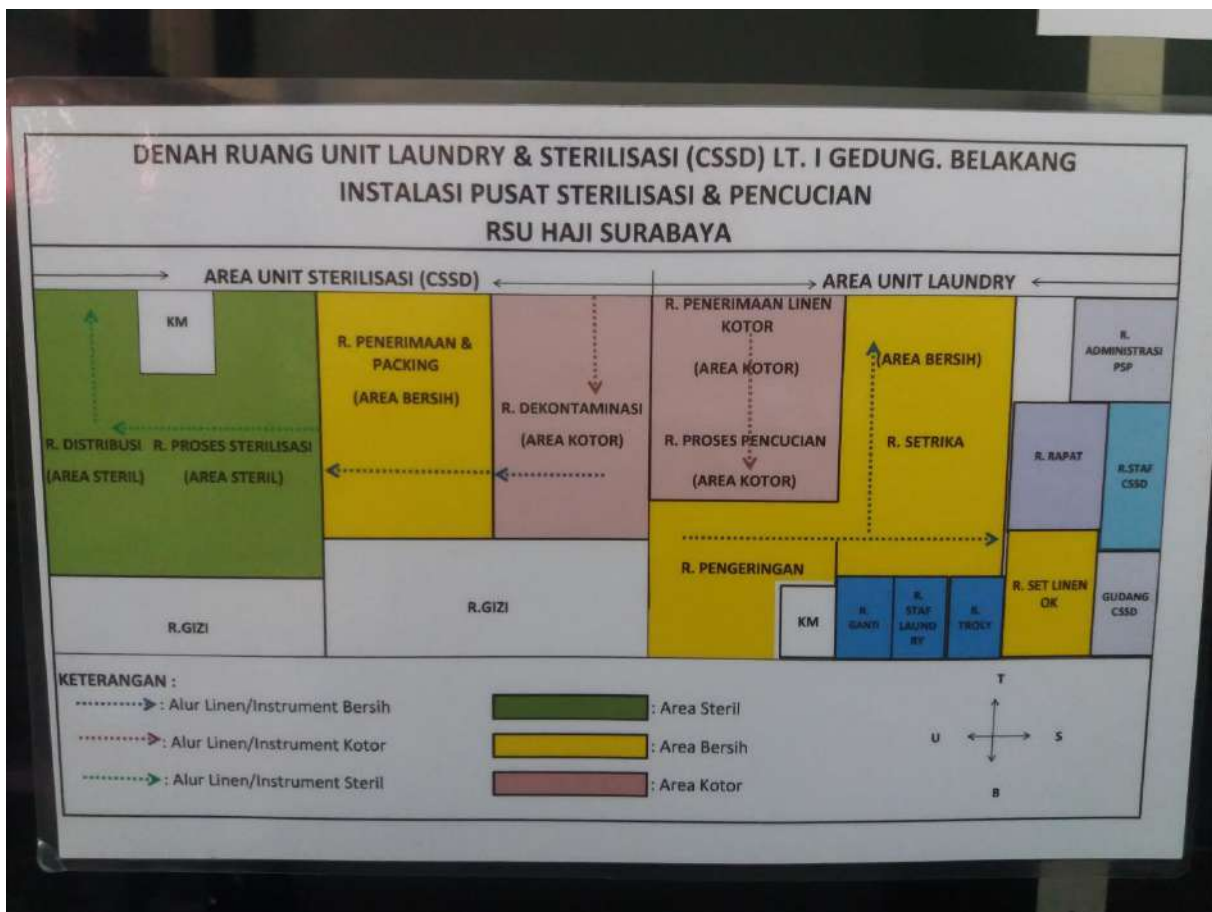 DENAH RUANG UNIT LAUNDRY & STERILISASI (CSSD) LT. I GEDUNG. BELAKANG
INSTALASI PUSAT STERILISASI & PENCUCIAN
RSU HAJI SURABAYA
AREA UNIT STERILISASI (CSSD)
AREA UNIT LAUNDRY
KM
R. DISTRIBUSI
(AREA STERIL)
R. PROSES STERILISASI
(AREA STERIL)
R. PENERIMAAN &
PACKING
(AREA BERSIH)
R. DEKONTAMINASI
(AREA KOTOR)
R. PENERIMAAN LINEN
KOTOR
(AREA KOTOR)
R. PROSES PENCUCIAN
(AREA KOTOR)
(AREA BERSIH)
R. SETRIKA
R.
ADMINISTRASI
PSP
R. RAPAT
R.STAF
CSSD
R. PENGERINGAN
KM
R.
GANTI
R.
STAF
LAUND
RY
R.
TROLY
R. SET LINEN
OK
GUDANG
CSSD
R.GIZI
R.GIZI
KETERANGAN :
: Alur Linen/Instrument Bersih
: Alur Linen/Instrument Kotor
: Alur Linen/Instrument Steril
: Area Steril
: Area Bersih
: Area Kotor
T
U
S
B